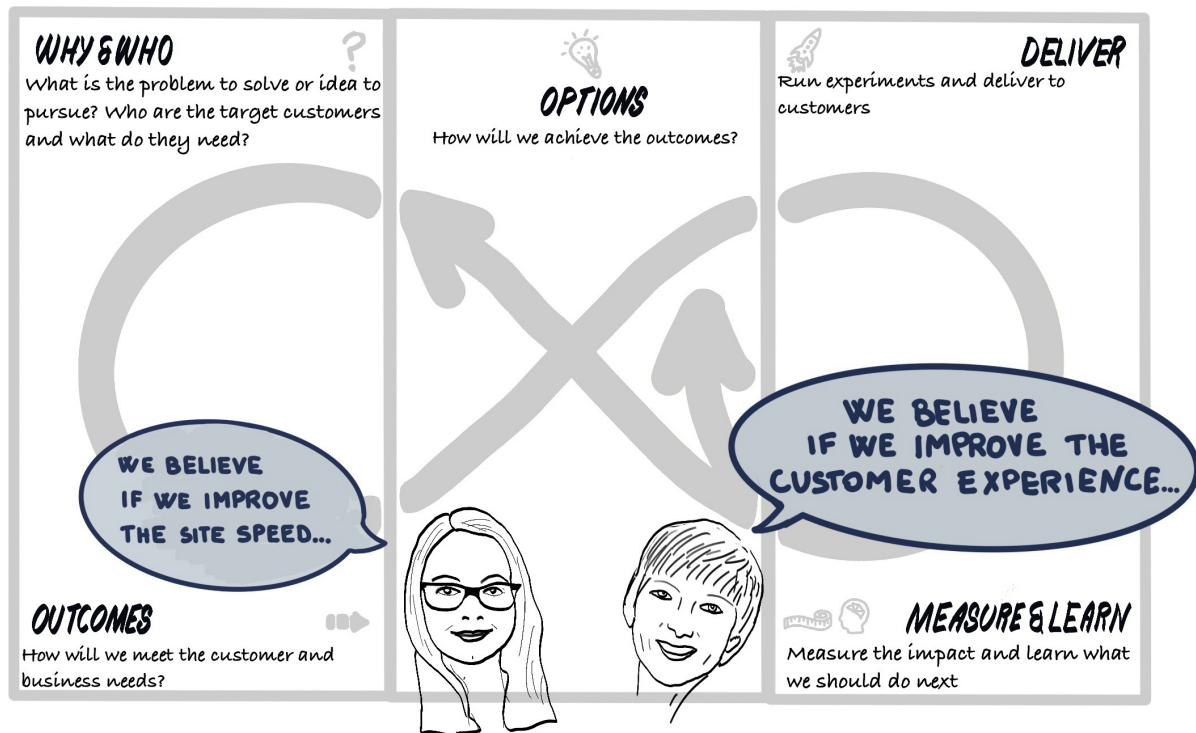 WHY & WHO
What is the problem to solve or idea to
pursue? Who are the target customers
and what do they need?
OPTIONS
How will we achieve the outcomes?
DELIVER
Run experiments and deliver to
customers
WE BELIEVE
IF WE IMPROVE
THE SITE SPEED...
WE BELIEVE
IF WE IMPROVE THE
CUSTOMER EXPERIENCE...
OUTCOMES
How will we meet the customer and
business needs?
MEASURE & LEARN
Measure the impact and learn what
we should do next